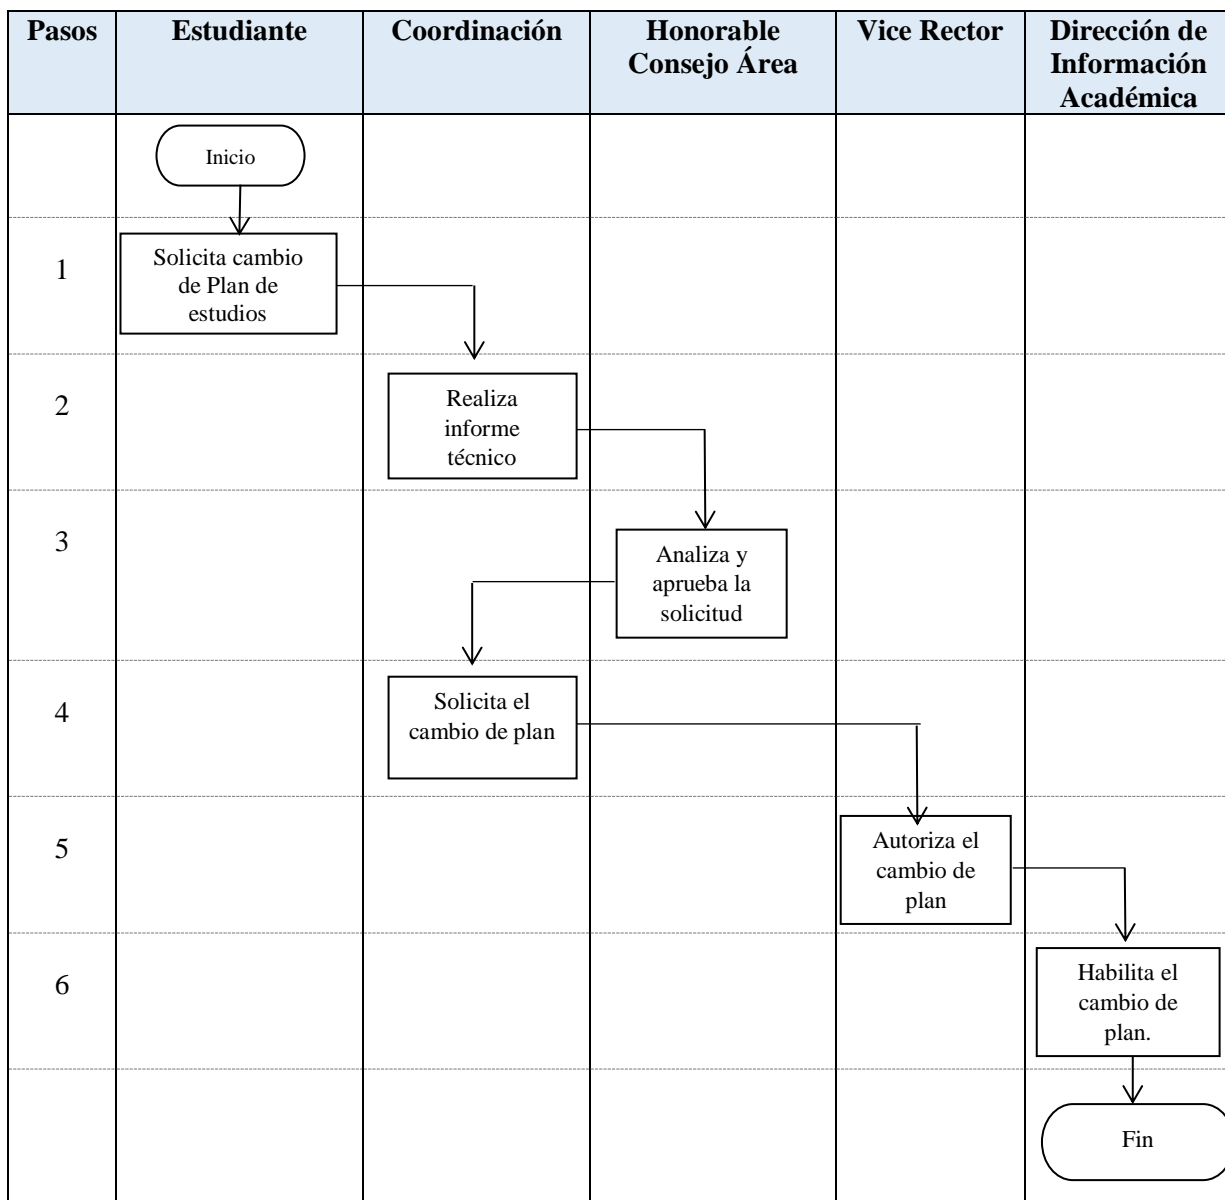 Pasos
Estudiante
Coordinación
Honorable
Consejo Área
Vice Rector
Dirección de
Información
Académica
Inicio
1
Solicita cambio
de Plan de
estudios
2
Realiza
informe
técnico
3
Analiza y
aprueba la
solicitud
4
Solicita el
cambio de plan
5
Autoriza el
cambio de
plan
6
Habilita el
cambio de
plan.
Fin